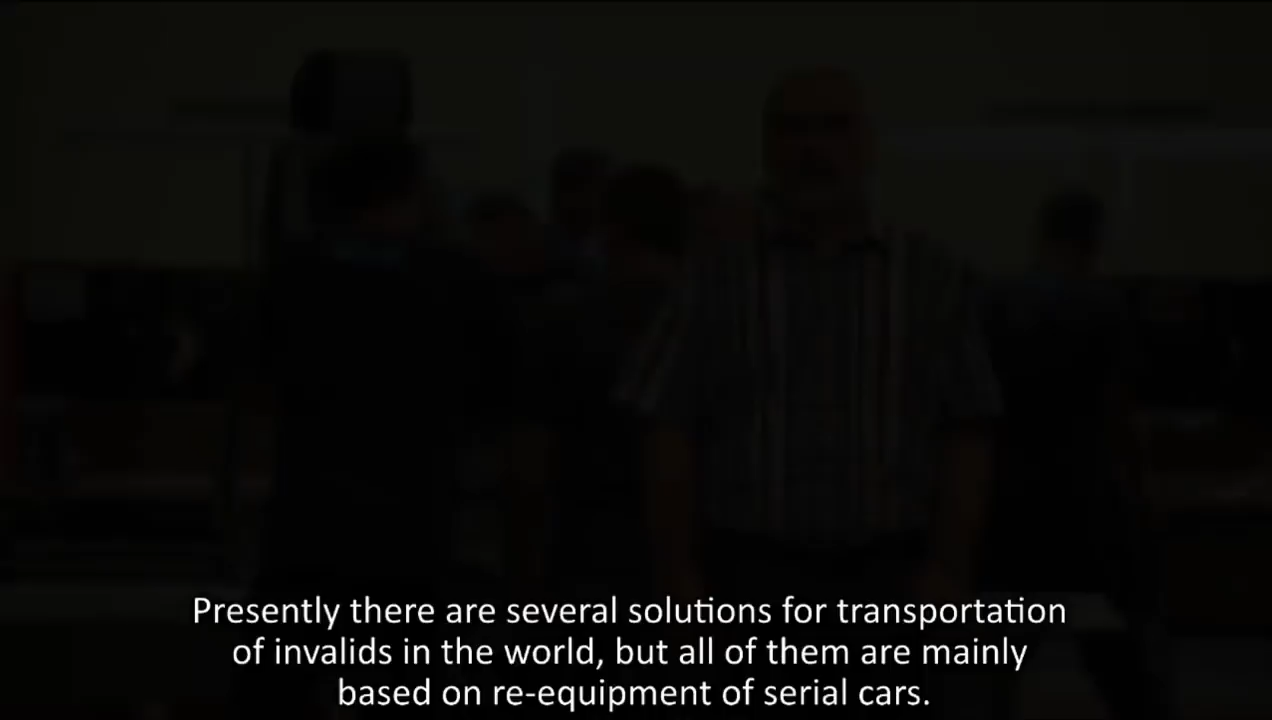 Presently there are several solutions for transportation
of invalids in the world, but all of them are mainly
based on re-equipment of serial cars.